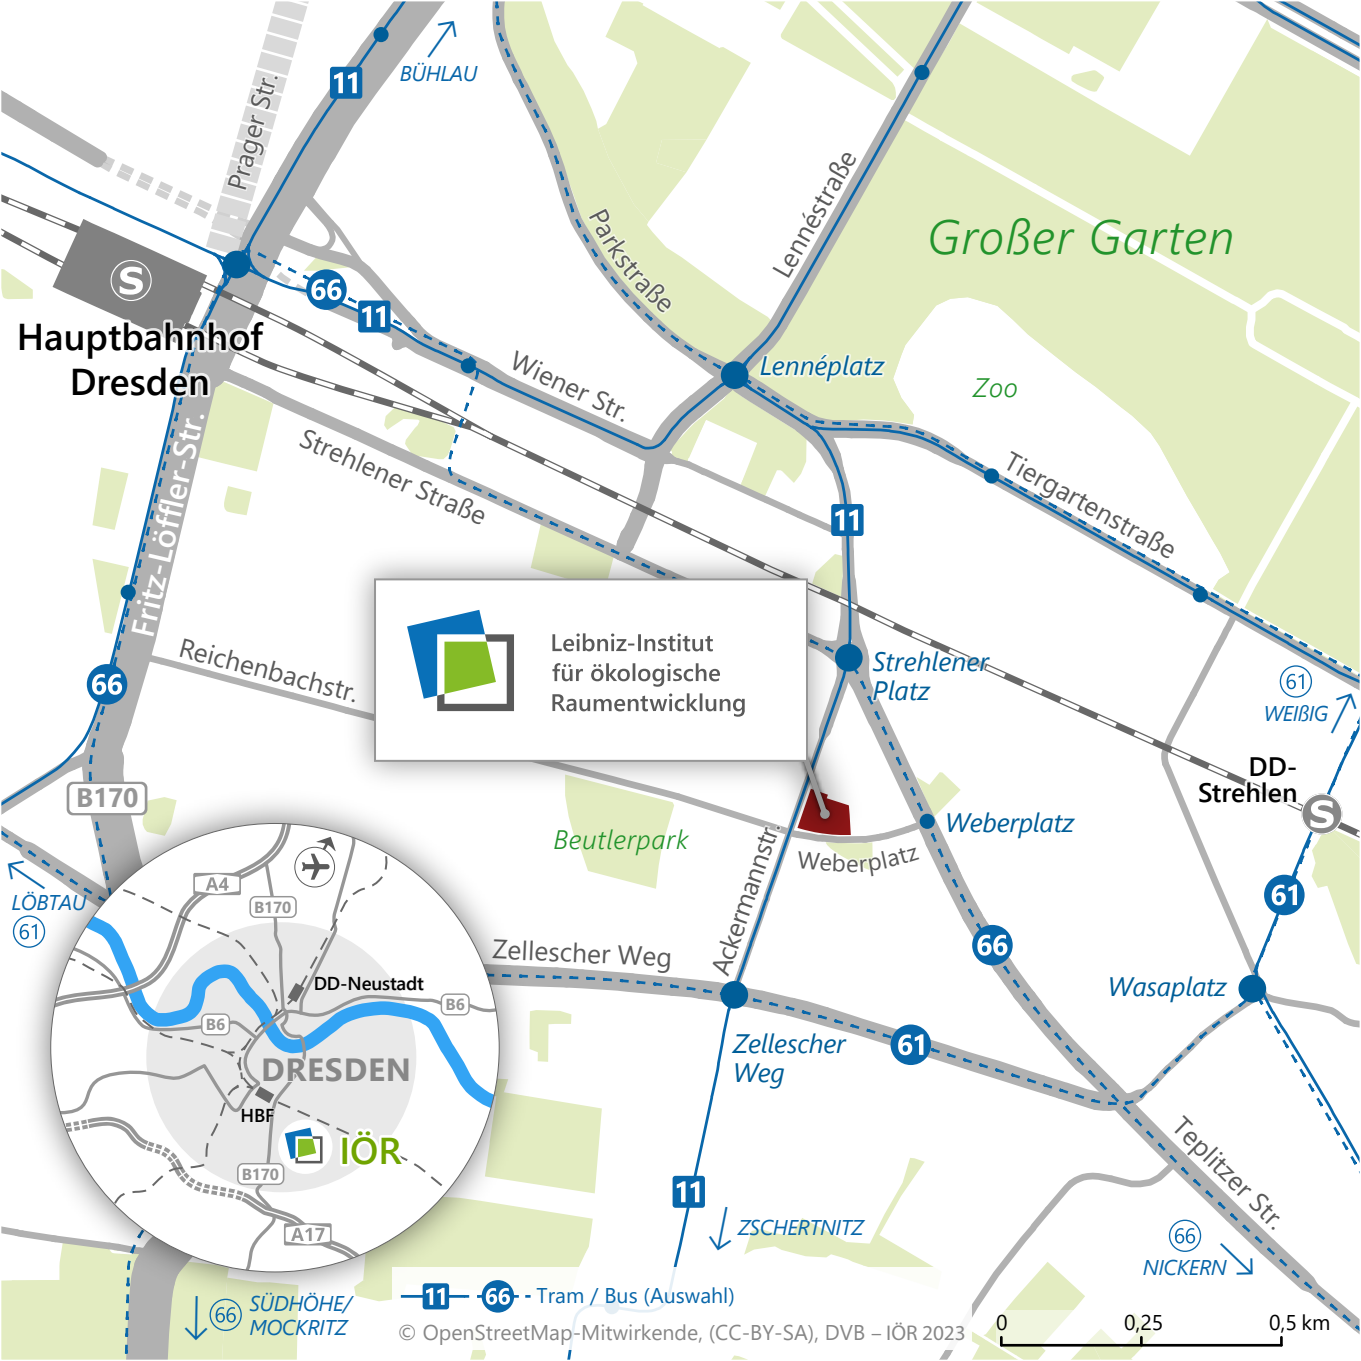 11
BÜHLAU
Prager Str.
Parkstraße
Lennéstraße
Großer Garten
S
Hauptbahnhof
Dresden
66
11
Wiener Str.
Lennéplatz
Zoo
Strehlener Straße
Fritz-Löffler-Str.
Tiergartenstraße
11
Leibniz-Institut
für ökologische
Raumentwicklung
Reichenbachstr.
66
Strehlener
Platz
61
WEIßIG
DD-
Strehlen
S
B170
Beutlerpark
Weberplatz
Weberplatz
Ackermannstr.
LÖBTAU
61
61
66
Zellescher Weg
Wasaplatz
Zellescher
Weg
61
A4
B170
DD-Neustadt
B6
B6
DRESDEN
HBF
IÖR
B170
A17
Teplitzer Str.
11
ZSCHERTNITZ
66
NICKERN
66
SÜDHÖHE/
MOCKRITZ
11 66 Tram / Bus (Auswahl)
© OpenStreetMap-Mitwirkende, (CC-BY-SA), DVB – IÖR 2023
0 0,25 0,5 km